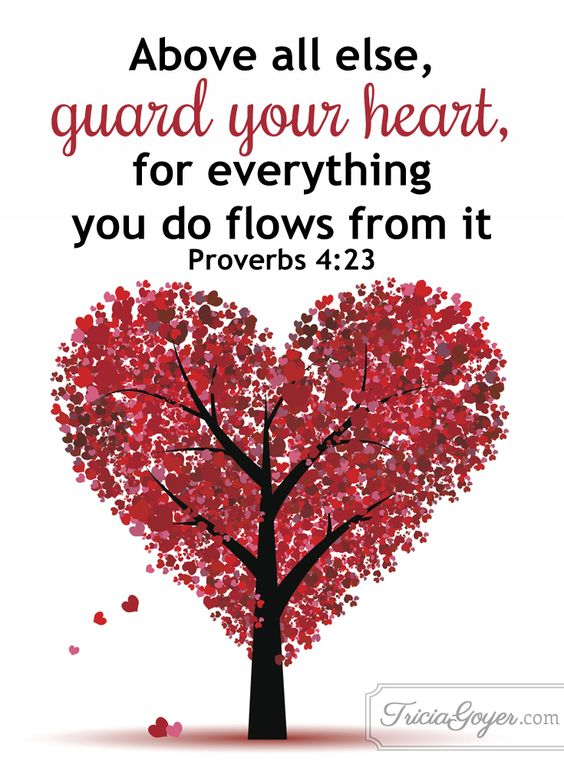 Above all else,
guard your heart,
for everything
you do flows from it
Proverbs 4:23
TriciaGoyer.com